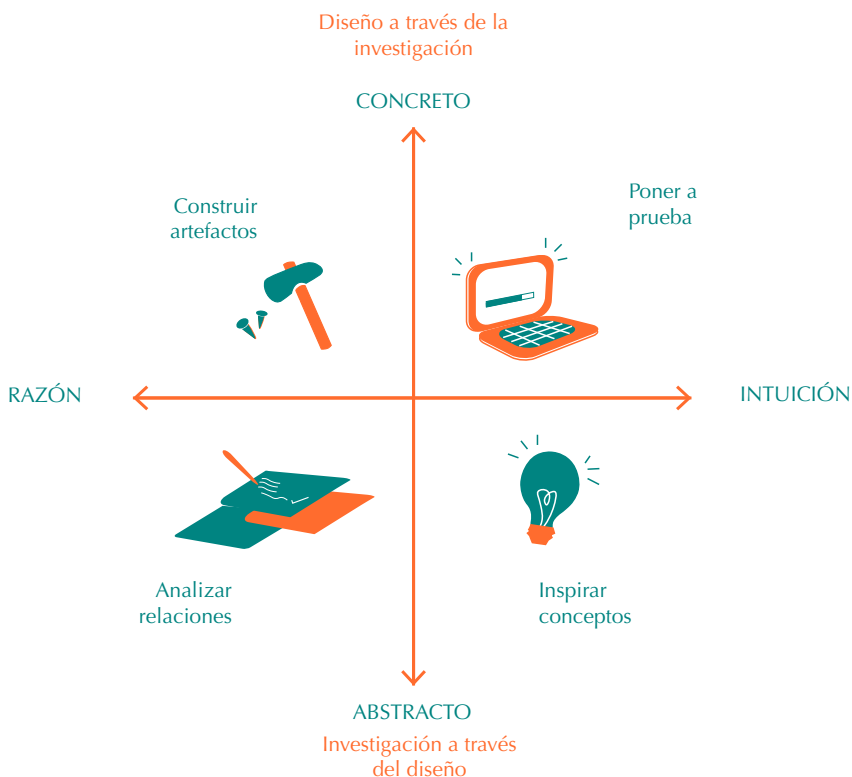 Diseño a través de la
investigación
CONCRETO
Construir
artefactos
Poner a
prueba
RAZÓN
INTUICIÓN
Analizar
relaciones
Inspirar
conceptos
ABSTRACTO
Investigación a través
del diseño